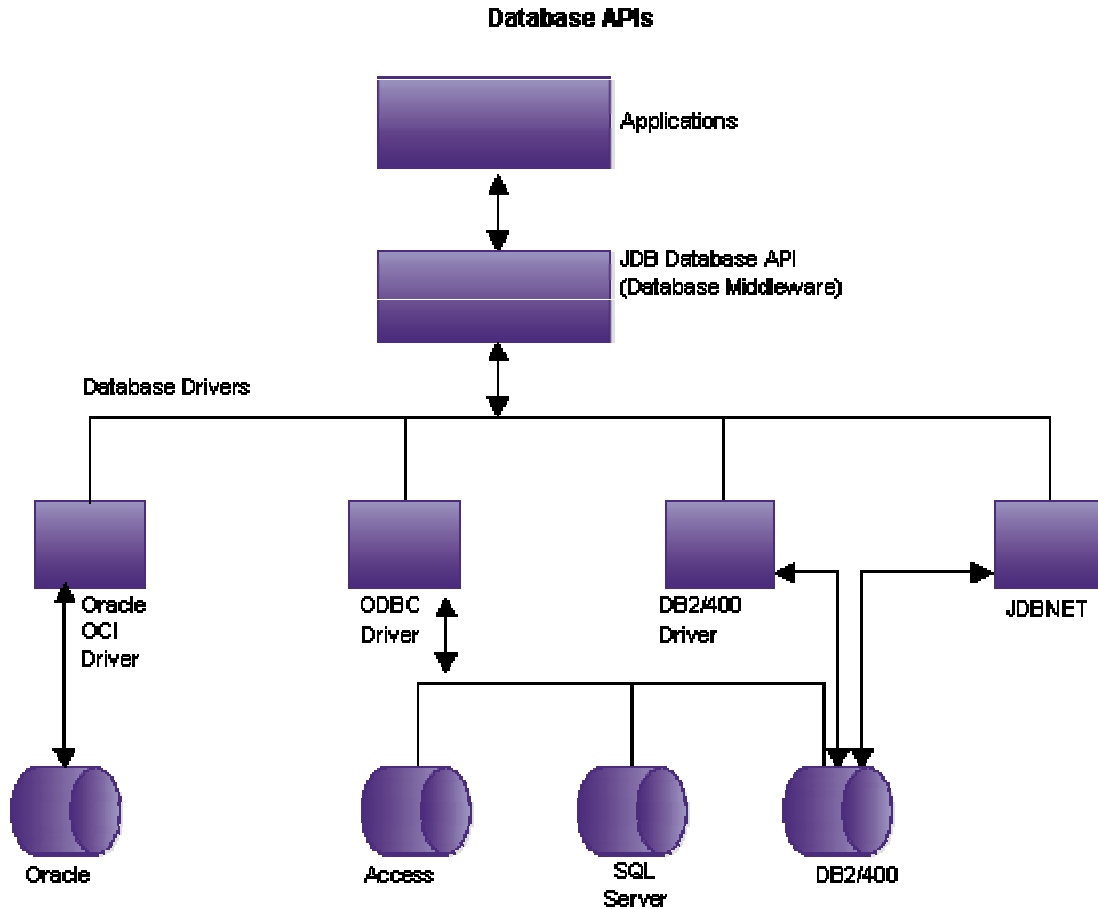 Database APIs
Applications
JDB Database API
(Database Middleware)
Database Drivers
Oracle
OCI
Driver
ODBC
Driver
DB2/400
Driver
JDBNET
Oracle
Access
SQL
Server
DB2/400